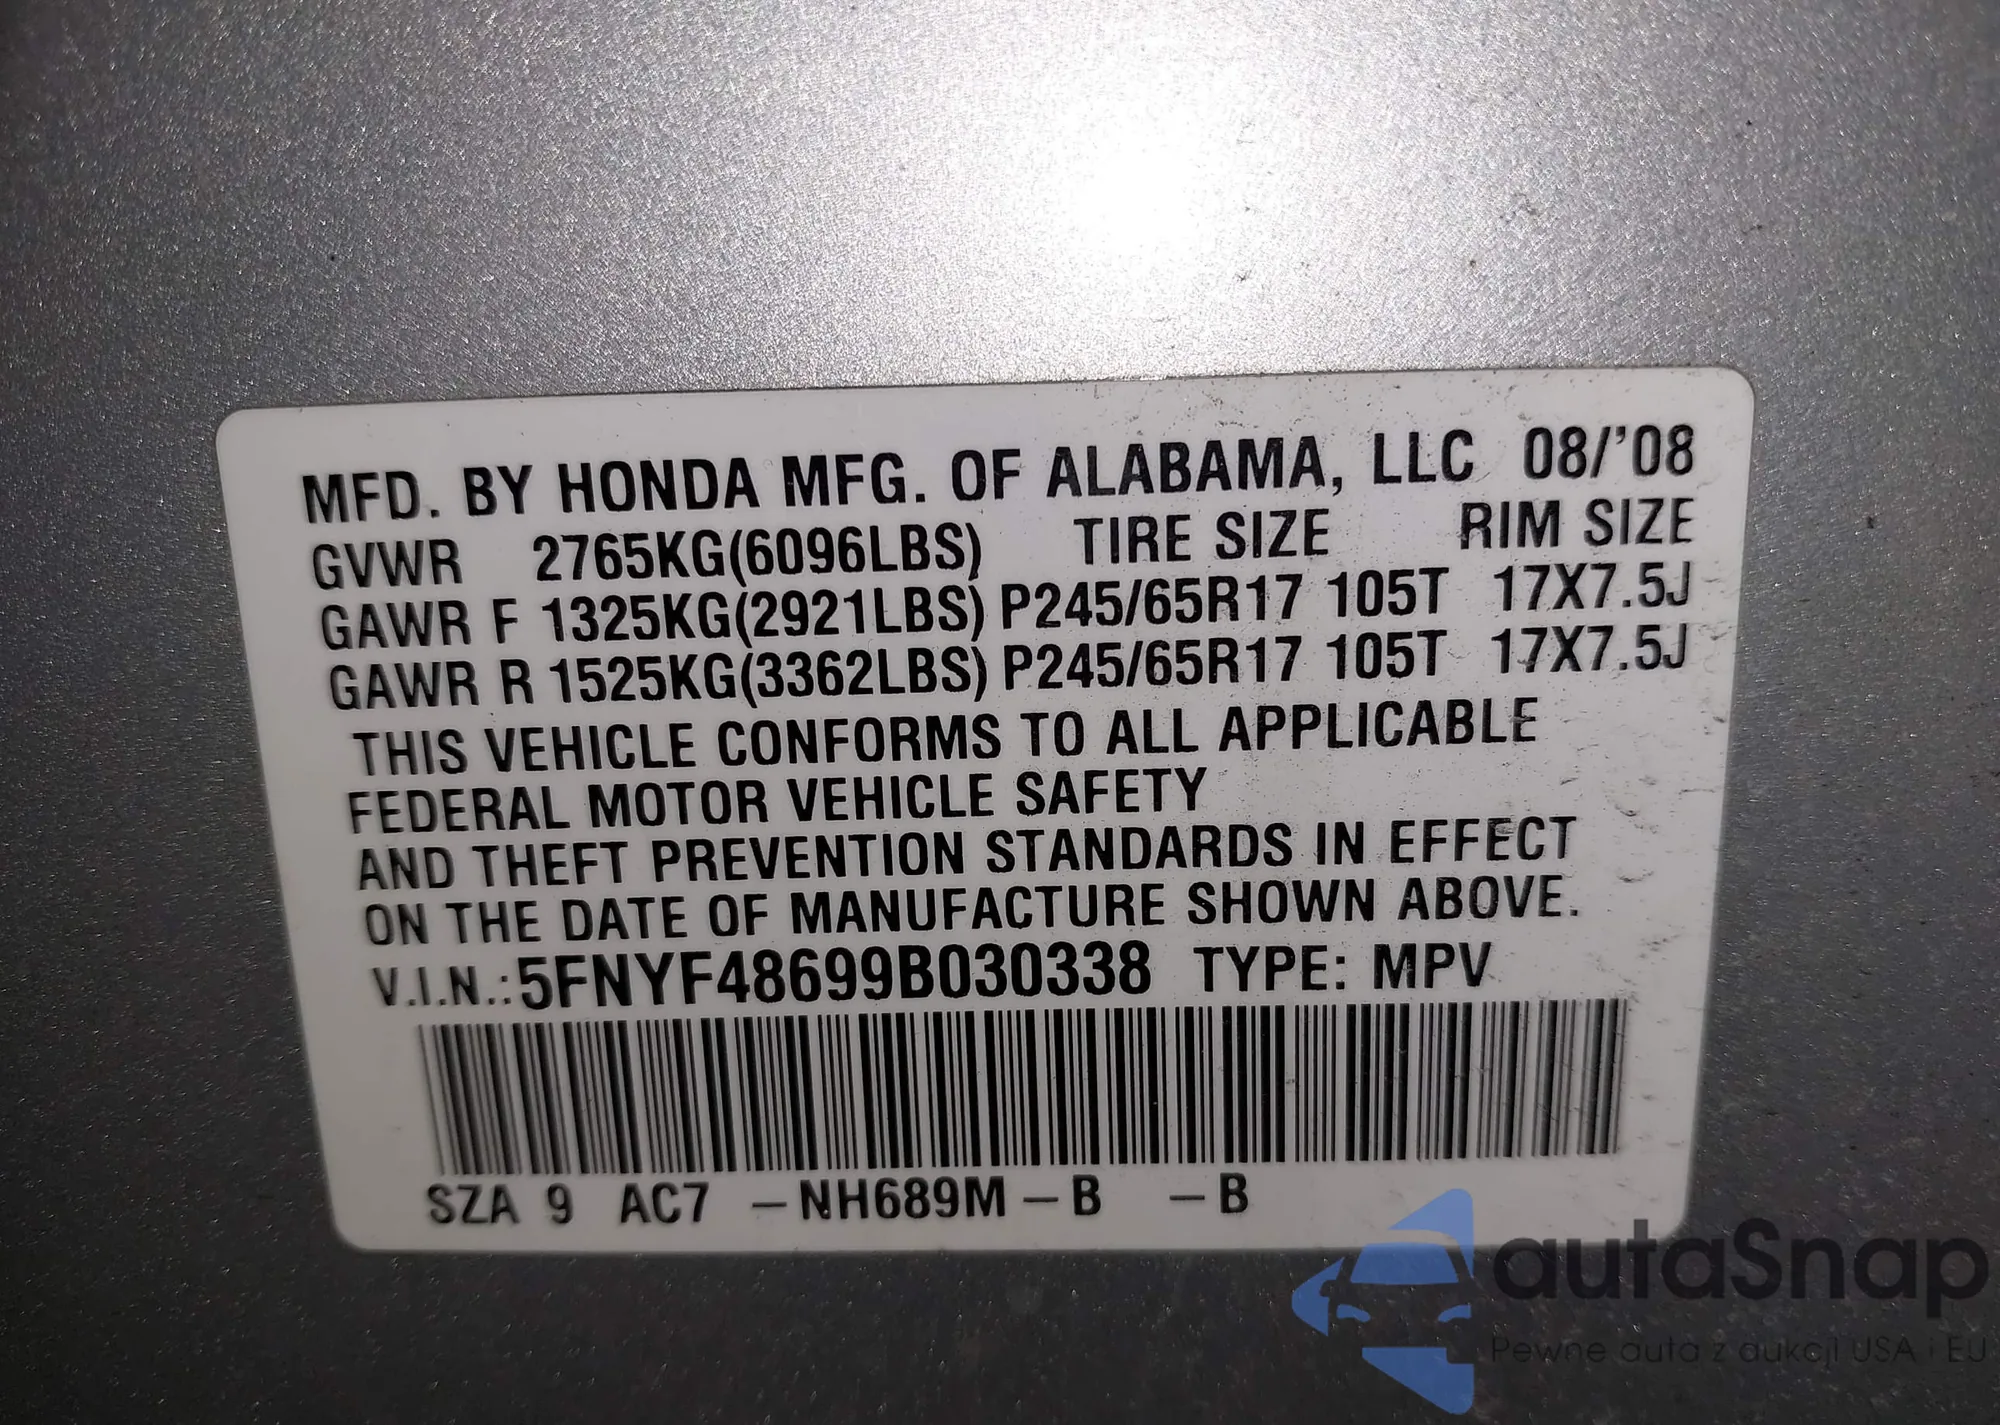 MFD. BY HONDA MFG. OF ALABAMA, LLC 08/'08
GVWR 2765KG(6096LBS) TIRE SIZE RIM SIZE
GAWR F 1325KG(2921LBS) P245/65R17 105T 17X7.5J
GAWR R 1525KG(3362LBS) P245/65R17 105T 17X7.5J
THIS VEHICLE CONFORMS TO ALL APPLICABLE
FEDERAL MOTOR VEHICLE SAFETY
AND THEFT PREVENTION STANDARDS IN EFFECT
ON THE DATE OF MANUFACTURE SHOWN ABOVE.
V.I.N.:5FNYF48699B030338 TYPE: MPV
SZA 9 AC7 –NH689M–B –B
autaSnap
Pewne auta z aukcji USA i EU